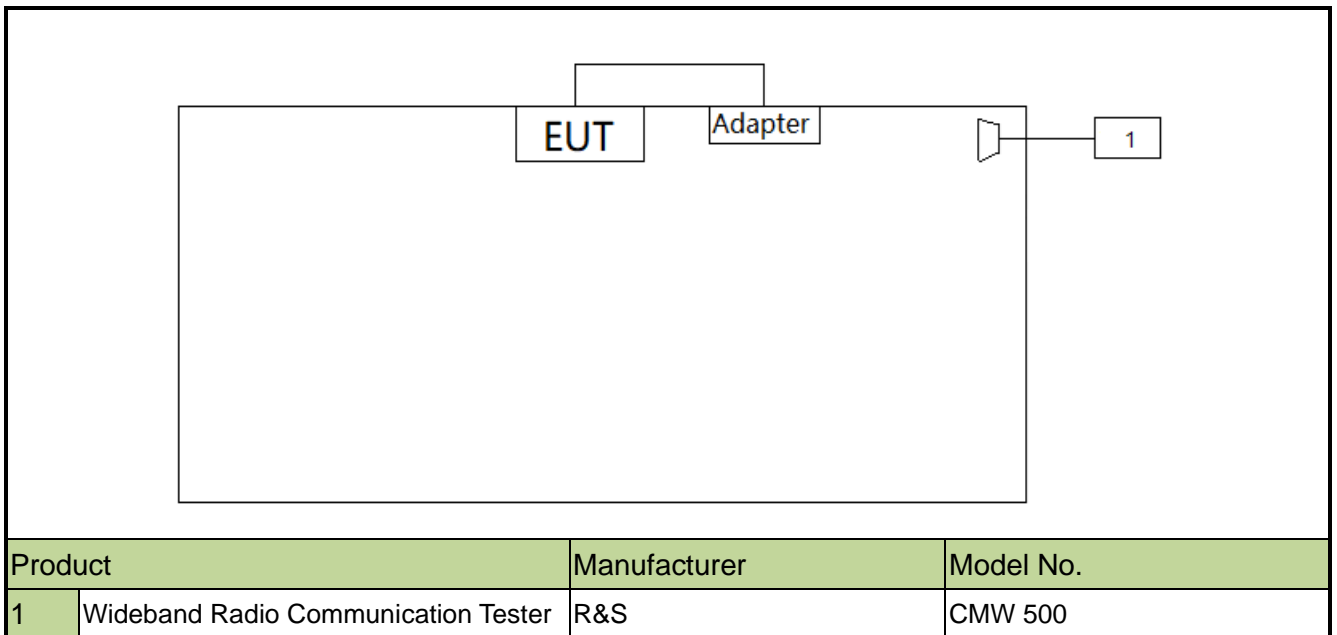 EUT
Adapter
1
Product Manufacturer Model No.
1 Wideband Radio Communication Tester R&S CMW 500